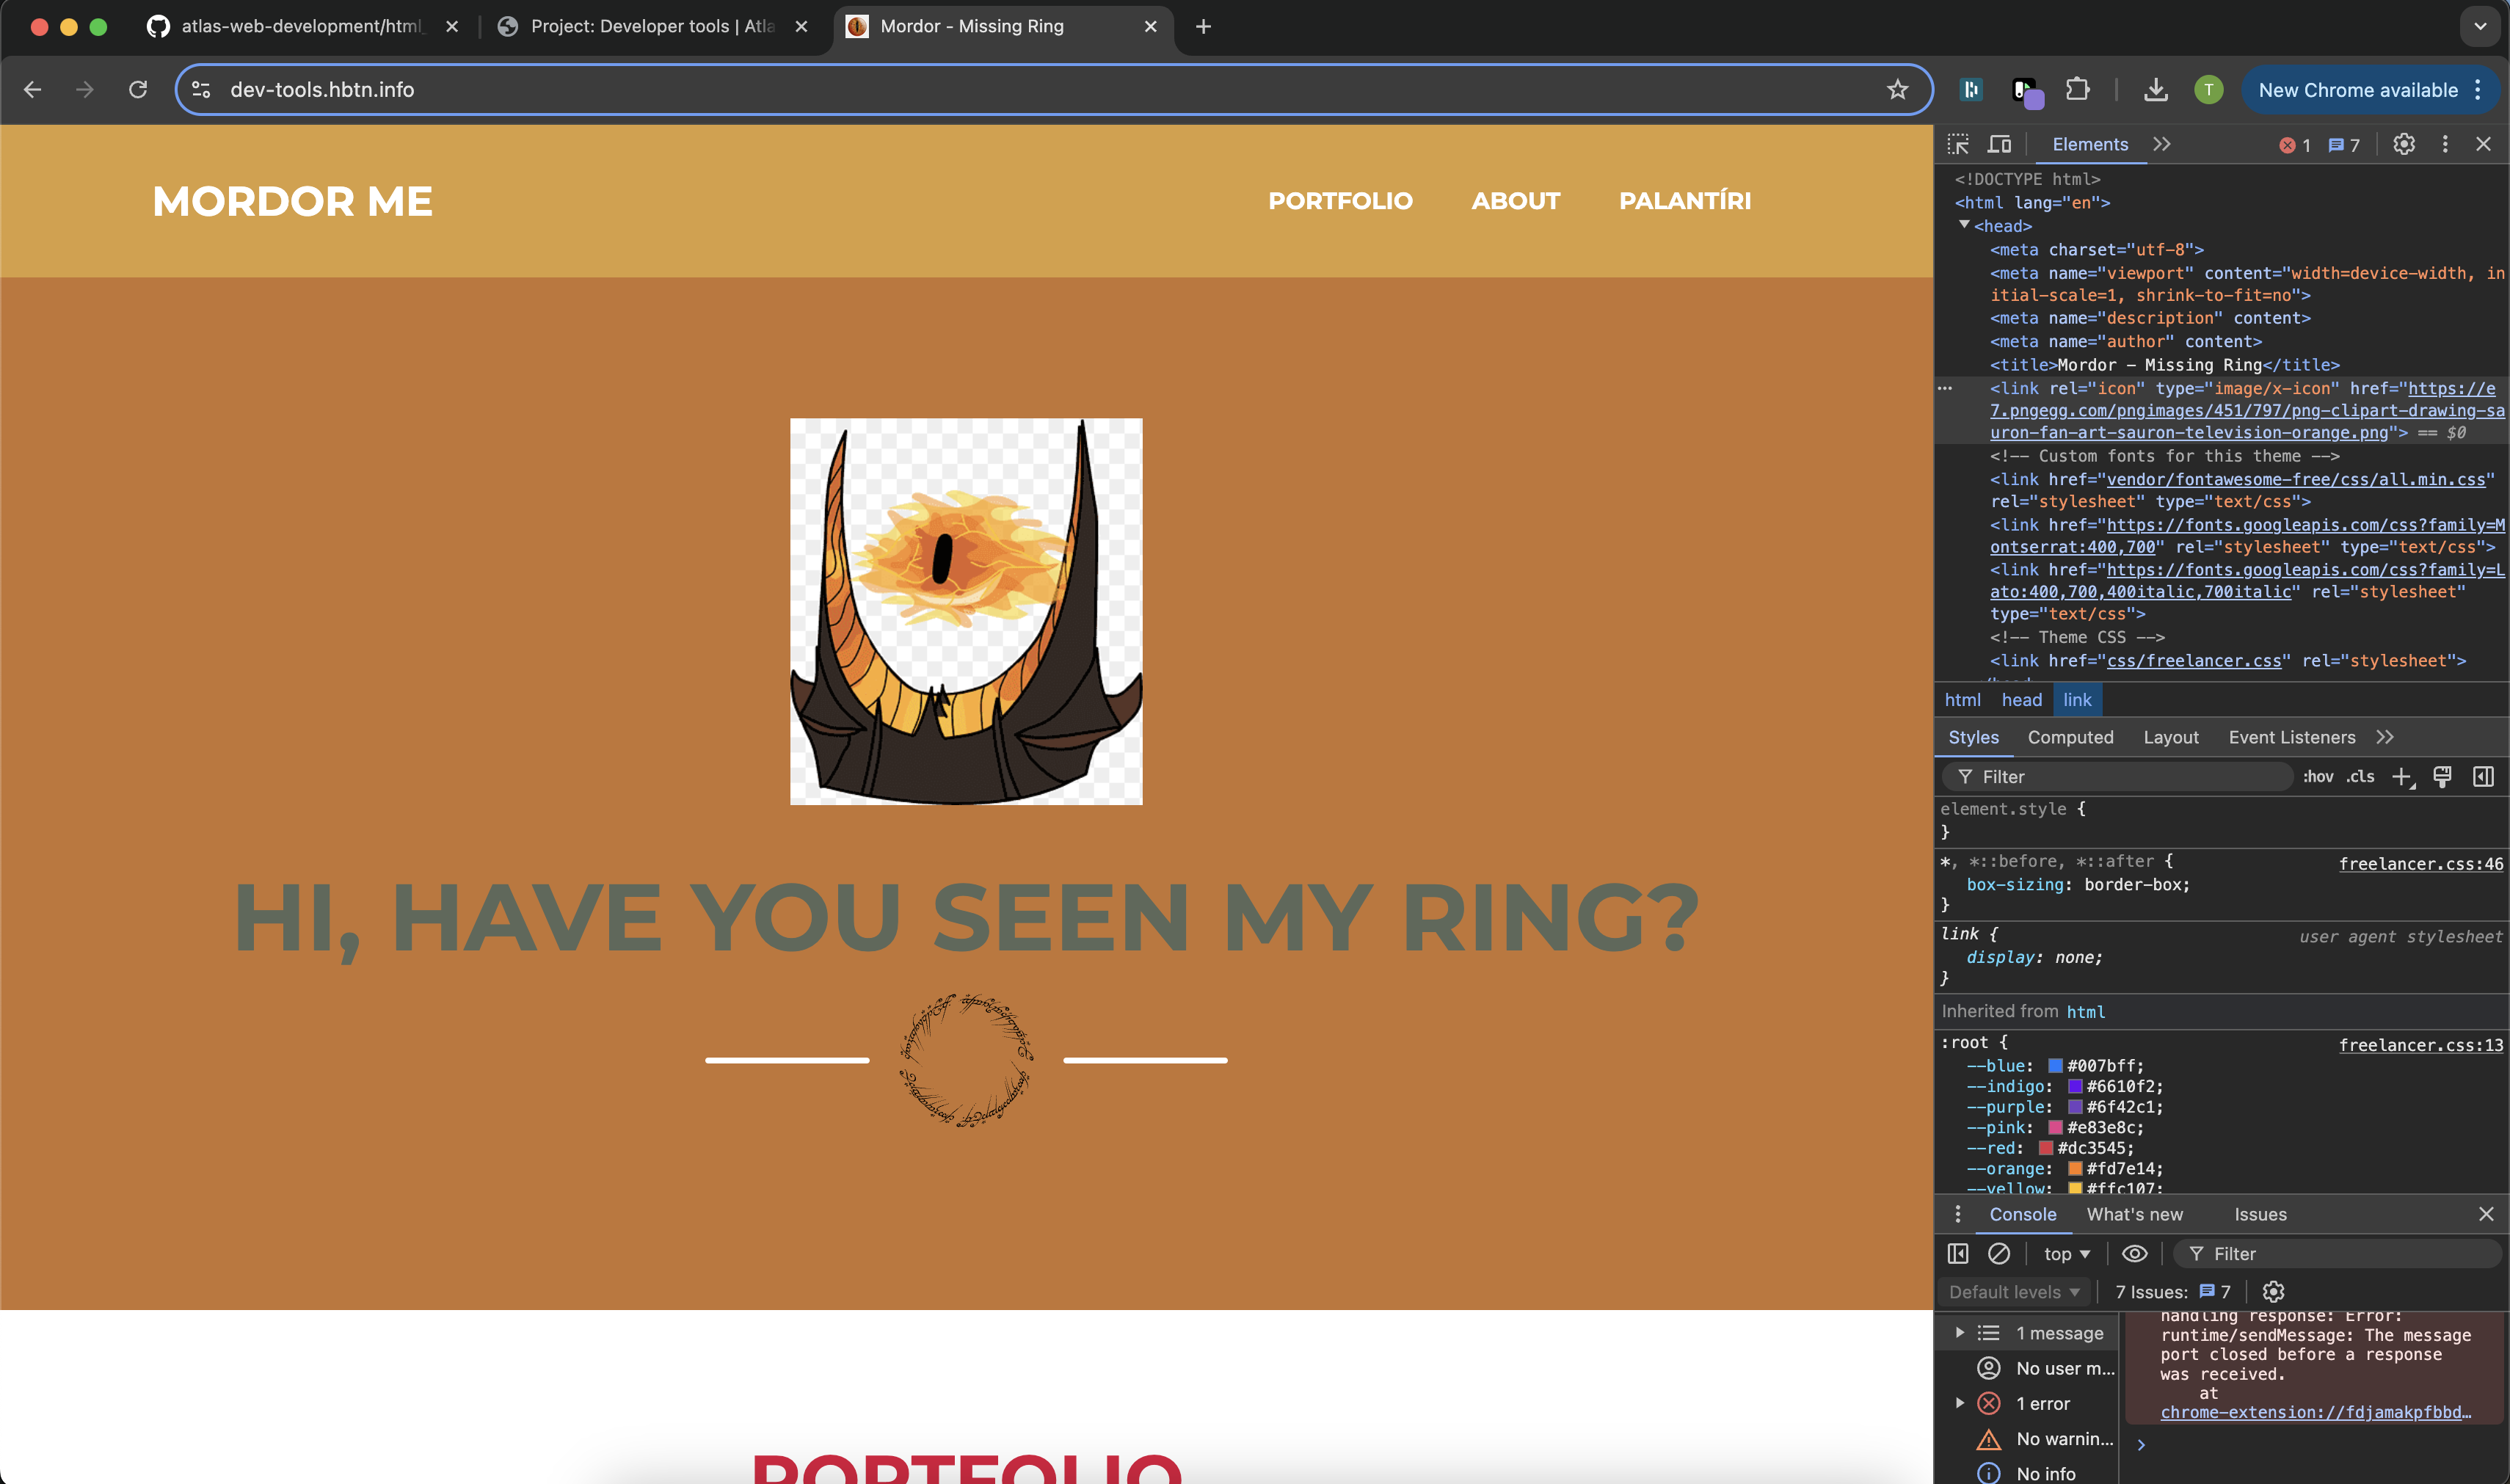 atlas-web-development/html_
Project: Developer tools | Atla
Mordor - Missing Ring
dev-tools.hbtn.info
T
New Chrome available
MORDOR ME
PORTFOLIO
ABOUT
PALANTÍRI
HI, HAVE YOU SEEN MY RING?
PORTFOLIO
Elements
1
7
<!DOCTYPE html>
<html lang="en">
<head>
<meta charset="utf-8">
<meta name="viewport" content="width=device-width, in
itial-scale=1, shrink-to-fit=no">
<meta name="description" content>
<meta name="author" content>
<title>Mordor - Missing Ring</title>
<link rel="icon" type="image/x-icon" href="https://e
7.pngegg.com/pngimages/451/797/png-clipart-drawing-sa
uron-fan-art-sauron-television-orange.png"> == $0
<!-- Custom fonts for this theme -->
<link href="vendor/fontawesome-free/css/all.min.css"
rel="stylesheet" type="text/css">
<link href="https://fonts.googleapis.com/css?family=M
ontserrat:400,700" rel="stylesheet" type="text/css">
<link href="https://fonts.googleapis.com/css?family=L
ato:400,700,400italic,700italic" rel="stylesheet"
type="text/css">
<!-- Theme CSS -->
<link href="css/freelancer.css" rel="stylesheet">
html head link
Styles Computed Layout Event Listeners
Filter :hov .cls
element.style {
}
*, *::before, *::after { freelancer.css:46
box-sizing: border-box;
}
link { user agent stylesheet
display: none;
}
Inherited from html
:root { freelancer.css:13
--blue: #007bff;
--indigo: #6610f2;
--purple: #6f42c1;
--pink: #e83e8c;
--red: #dc3545;
--orange: #fd7e14;
--yellow: #ffc107;
Console What's new Issues
top Filter
Default levels 7 Issues: 7
1 message
No user m...
1 error
No warnin...
No info
handling response: Error:
runtime/sendMessage: The message
port closed before a response
was received.
at
chrome-extension://fdjamakpfbbd…